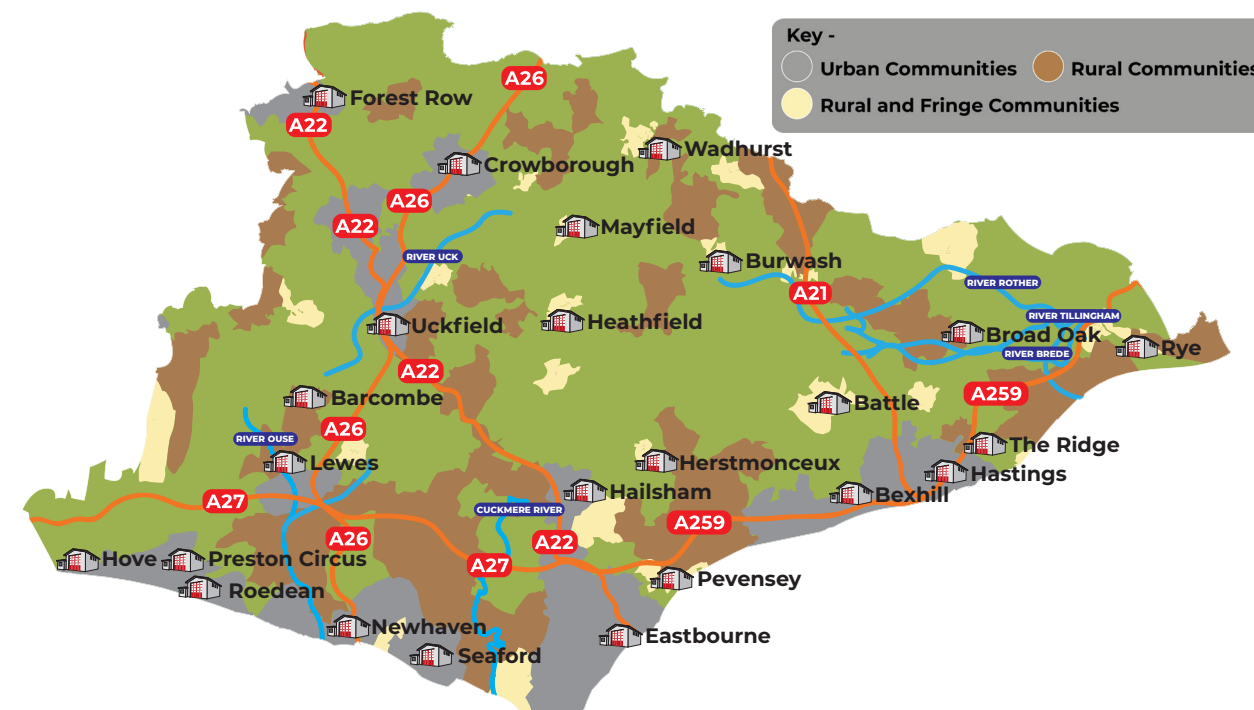 Key -
Urban Communities
Rural Communities
Rural and Fringe Communities
A26
Forest Row
A22
Wadhurst
Crowborough
A26
A22
Mayfield
RIVER UCK
Burwash
RIVER ROTHER
A21
RIVER TILLINGHAM
Uckfield
Heathfield
Broad Oak
Rye
RIVER BREDE
A22
Barcombe
A259
Battle
A26
RIVER OUSE
The Ridge
Lewes
Herstmonceux
Hastings
Hailsham
Bexhill
A27
CUCKMERE RIVER
A259
A26
A22
Hove
Preston Circus
A27
Pevensey
Roedean
Newhaven
Eastbourne
Seaford